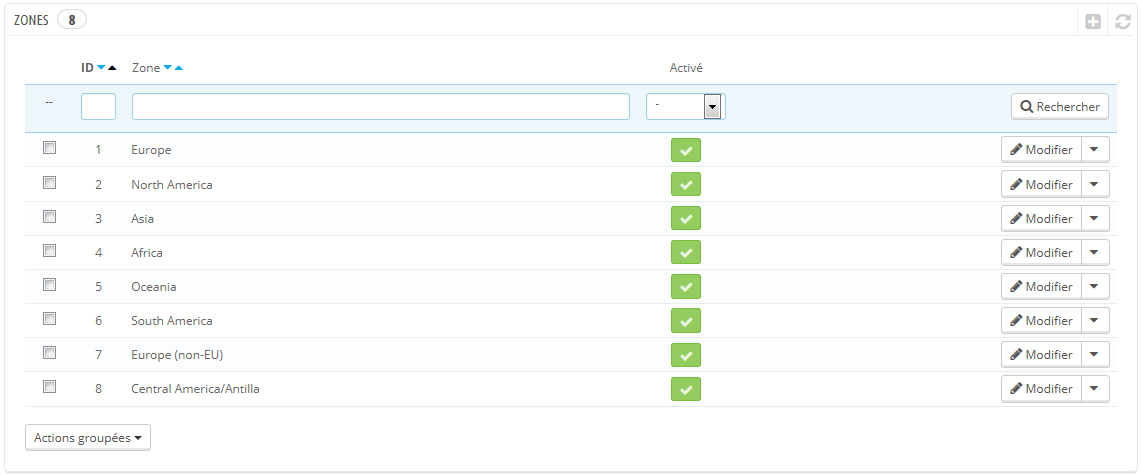 ZONES 8
ID Zone Activé
-- - Rechercher
1 Europe Modifier
2 North America Modifier
3 Asia Modifier
4 Africa Modifier
5 Oceania Modifier
6 South America Modifier
7 Europe (non-EU) Modifier
8 Central America/Antilla Modifier
Actions groupées